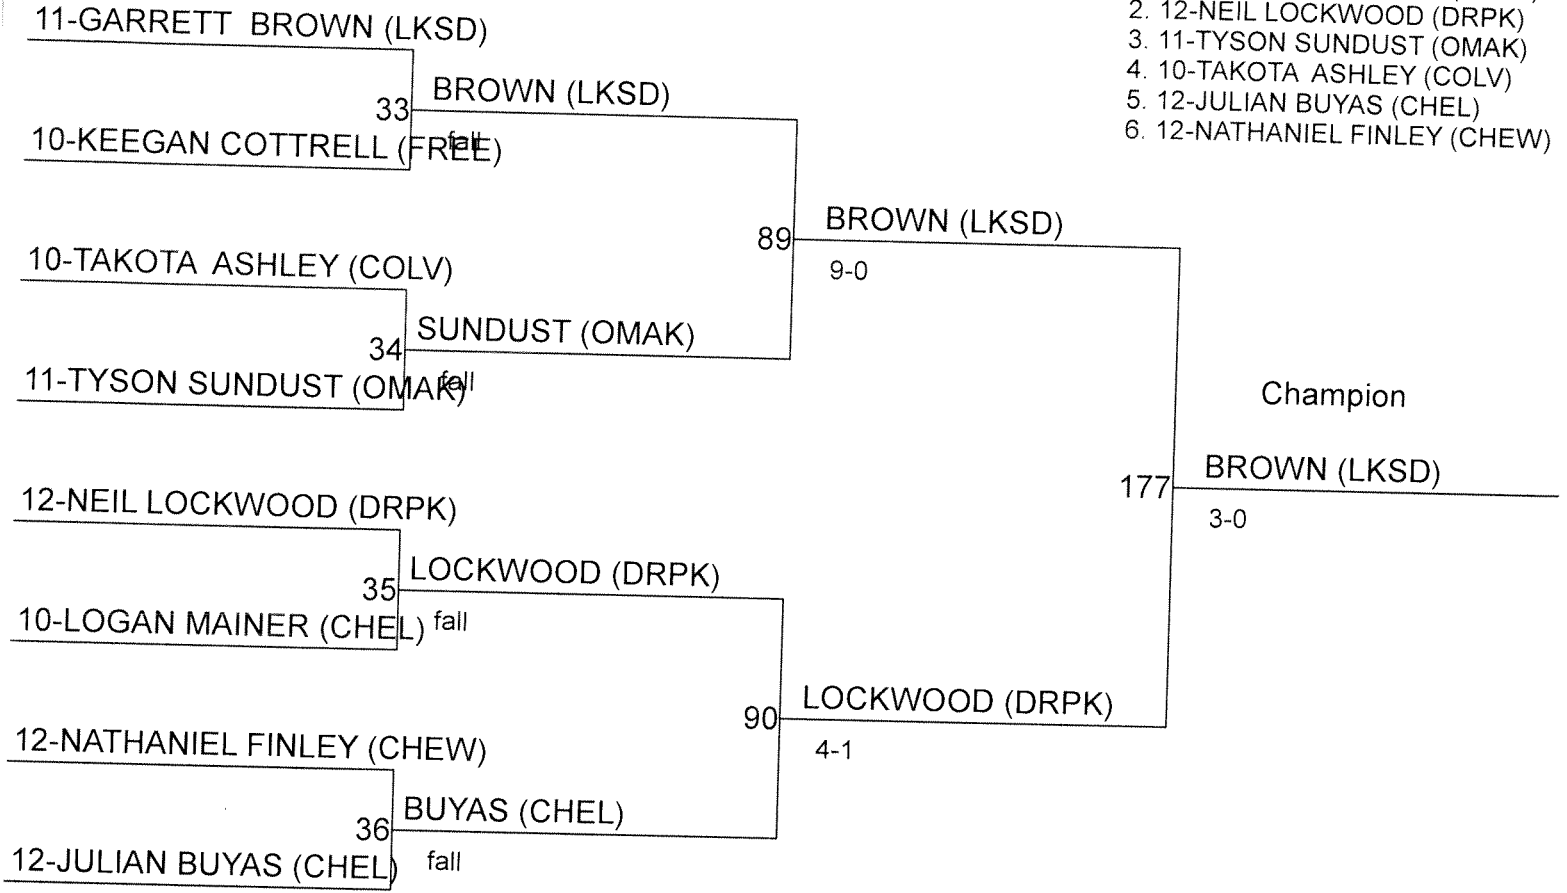 11-GARRETT BROWN (LKSD)
33
BROWN (LKSD)
fall
10-KEEGAN COTTRELL (FREE)
10-TAKOTA ASHLEY (COLV)
34
SUNDUST (OMAK)
fall
11-TYSON SUNDUST (OMAK)
89
BROWN (LKSD)
9-0
12-NEIL LOCKWOOD (DRPK)
35
LOCKWOOD (DRPK)
fall
10-LOGAN MAINER (CHEL)
12-NATHANIEL FINLEY (CHEW)
36
BUYAS (CHEL)
fall
12-JULIAN BUYAS (CHEL)
90
LOCKWOOD (DRPK)
4-1
177
Champion
BROWN (LKSD)
3-0
2. 12-NEIL LOCKWOOD (DRPK)
3. 11-TYSON SUNDUST (OMAK)
4. 10-TAKOTA ASHLEY (COLV)
5. 12-JULIAN BUYAS (CHEL)
6. 12-NATHANIEL FINLEY (CHEW)